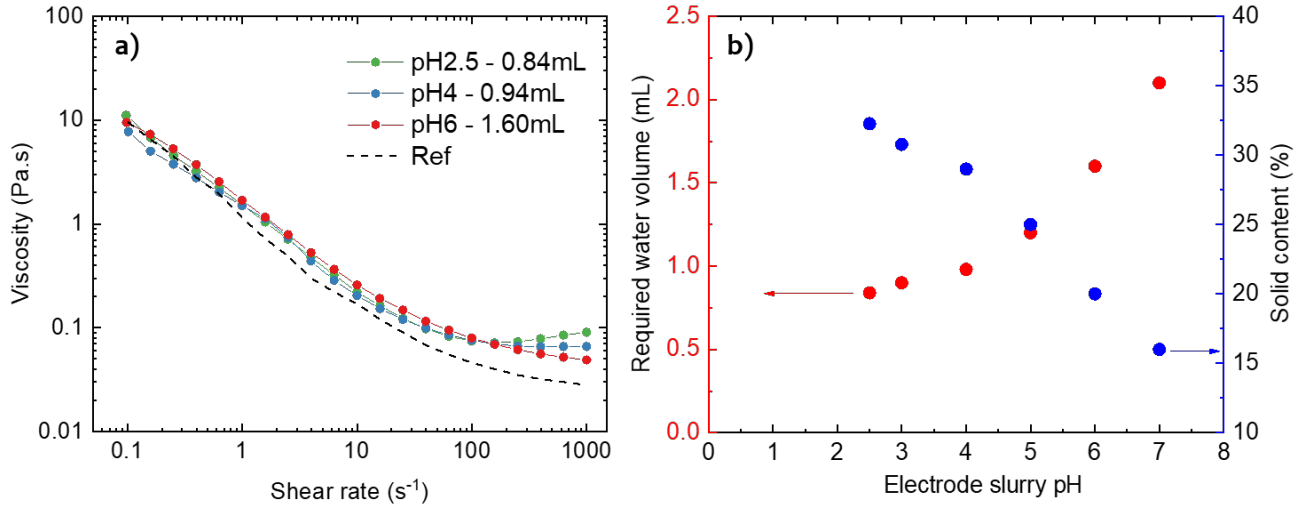 a)
pH2.5 - 0.84mL
pH4 - 0.94mL
pH6 - 1.60mL
Ref
Viscosity (Pa.s)
100
10
1
0.1
0.01
0.1 1 10 100 1000
Shear rate (s⁻¹)
b)
Required water volume (mL)
2.5
2.0
1.5
1.0
0.5
0.0
0 1 2 3 4 5 6 7 8
Electrode slurry pH
40
35
30
25
20
15
10
Solid content (%)